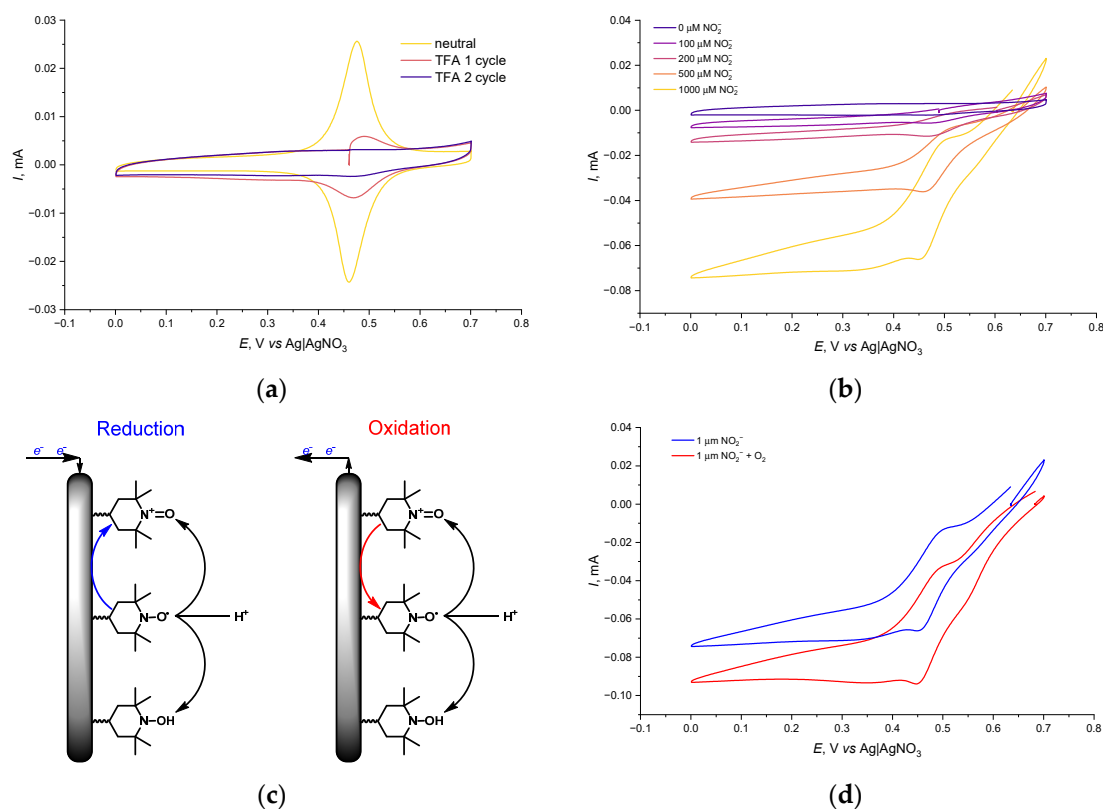 0.03
0.02
0.01
0.00
−0.01
−0.02
−0.03
I, mA
neutral
TFA 1 cycle
TFA 2 cycle
−0.1 0.0 0.1 0.2 0.3 0.4 0.5 0.6 0.7 0.8
E, V vs Ag|AgNO₃
(a)
0.04
0.02
0.00
−0.02
−0.04
−0.06
−0.08
I, mA
0 μM NO₂⁻
100 μM NO₂⁻
200 μM NO₂⁻
500 μM NO₂⁻
1000 μM NO₂⁻
−0.1 0.0 0.1 0.2 0.3 0.4 0.5 0.6 0.7 0.8
E, V vs Ag|AgNO₃
(b)
Reduction
e⁻ e⁻
N⁺=O
N–O•
H⁺
N–OH
Oxidation
e⁻ e⁻
N⁺=O
N–O•
H⁺
N–OH
(c)
0.04
0.02
0.00
−0.02
−0.04
−0.06
−0.08
−0.10
I, mA
1 μm NO₂⁻
1 μm NO₂⁻ + O₂
−0.1 0.0 0.1 0.2 0.3 0.4 0.5 0.6 0.7 0.8
E, V vs Ag|AgNO₃
(d)